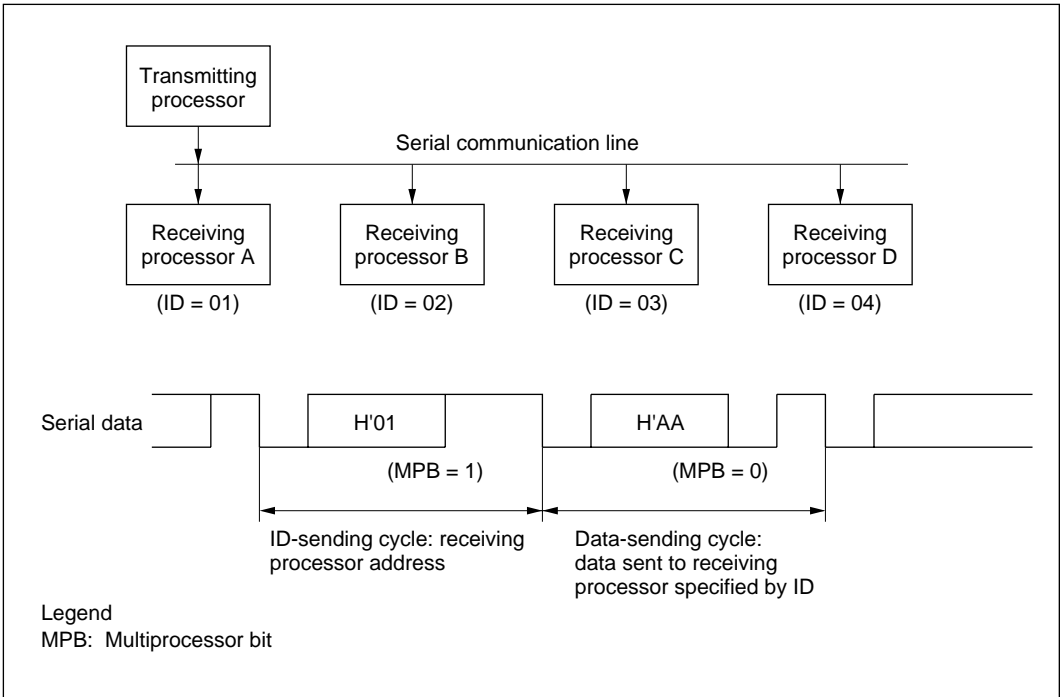 Transmitting
processor
Serial communication line
Receiving
processor A
Receiving
processor B
Receiving
processor C
Receiving
processor D
(ID = 01)
(ID = 02)
(ID = 03)
(ID = 04)
Serial data
H'01
H'AA
(MPB = 1)
(MPB = 0)
ID-sending cycle: receiving
processor address
Data-sending cycle:
data sent to receiving
processor specified by ID
Legend
MPB: Multiprocessor bit